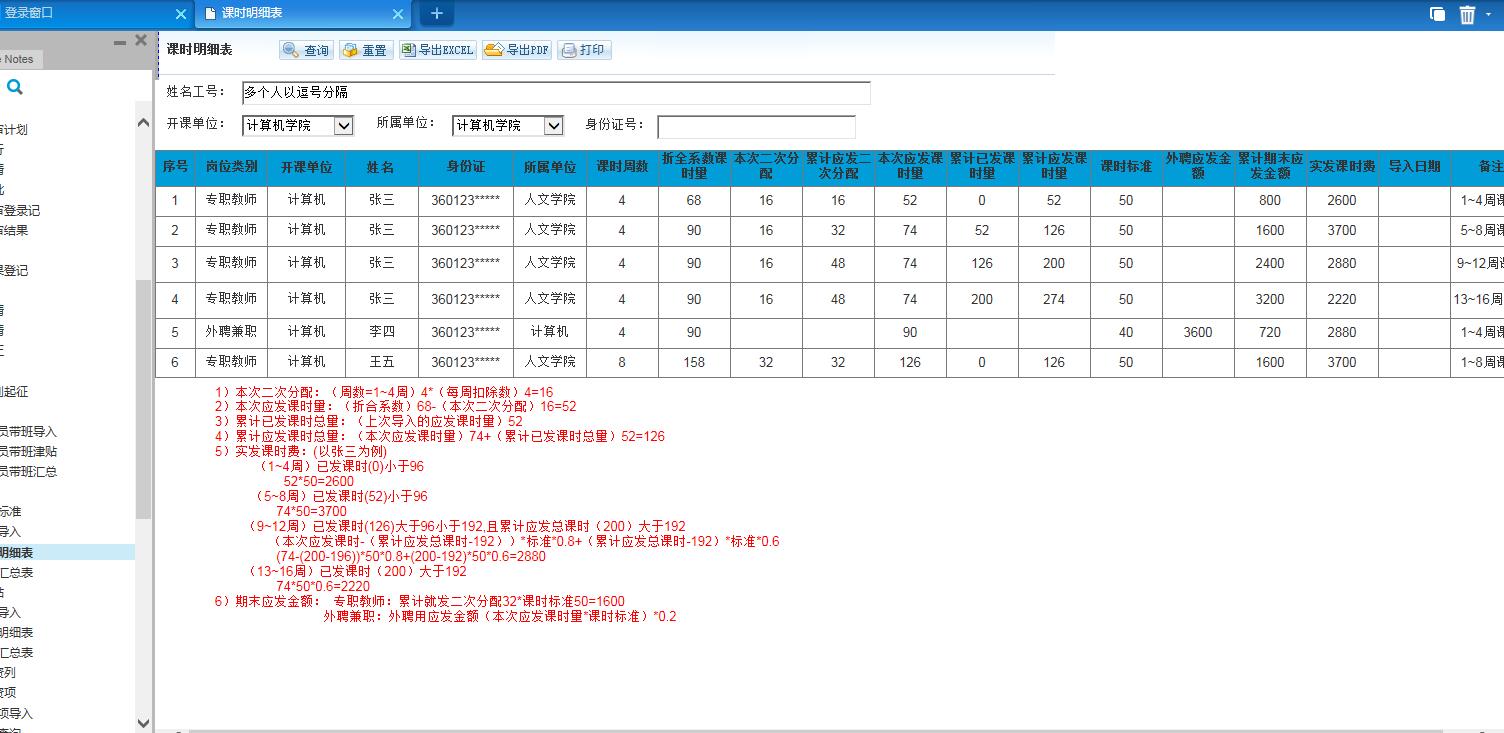 登录窗口
课时明细表
Notes
课时明细表
查询
重置
导出EXCEL
导出PDF
打印
姓名工号：
多个人以逗号分隔
开课单位：
计算机学院
所属单位：
计算机学院
身份证号：
计划
登录记
结果
登记
起征
员带班导入
员带班津贴
员带班汇总
标准
导入
明细表
汇总表
导入
明细表
汇总表
资列
资项
项导入
序号 岗位类别 开课单位 姓名 身份证 所属单位 课时周数 折全系数课时量 本次二次分配 累计应发二次分配 本次应发课时量 累计已发课时量 累计应发课时量 课时标准 外聘应发金额 累计期末应发金额 实发课时费 导入日期 备注
1 专职教师 计算机 张三 360123***** 人文学院 4 68 16 16 52 0 52 50 800 2600 1~4周课
2 专职教师 计算机 张三 360123***** 人文学院 4 90 16 32 74 52 126 50 1600 3700 5~8周课
3 专职教师 计算机 张三 360123***** 人文学院 4 90 16 48 74 126 200 50 2400 2880 9~12周课
4 专职教师 计算机 张三 360123***** 人文学院 4 90 16 48 74 200 274 50 3200 2220 13~16周
5 外聘兼职 计算机 李四 360123***** 计算机 4 90 90 40 3600 720 2880 1~4周课
6 专职教师 计算机 王五 360123***** 人文学院 8 158 32 32 126 0 126 50 1600 3700 1~8周课
1）本次二次分配：（周数=1~4周）4*（每周扣除数）4=16
2）本次应发课时量：（折合系数）68-（本次二次分配）16=52
3）累计已发课时总量：（上次导入的应发课时量）52
4）累计应发课时总量：（本次应发课时量）74+（累计已发课时总量）52=126
5）实发课时费：(以张三为例)
（1~4周）已发课时(0)小于96
52*50=2600
（5~8周）已发课时(52)小于96
74*50=3700
（9~12周）已发课时(126)大于96小于192,且累计应发总课时（200）大于192
（本次应发课时-（累计应发总课时-192））*标准*0.8+（累计应发总课时-192）*标准*0.6
(74-(200-196))*50*0.8+(200-192)*50*0.6=2880
（13~16周）已发课时（200）大于192
74*50*0.6=2220
6）期末应发金额： 专职教师：累计就发二次分配32*课时标准50=1600
外聘兼职：外聘用应发金额（本次应发课时量*课时标准）*0.2